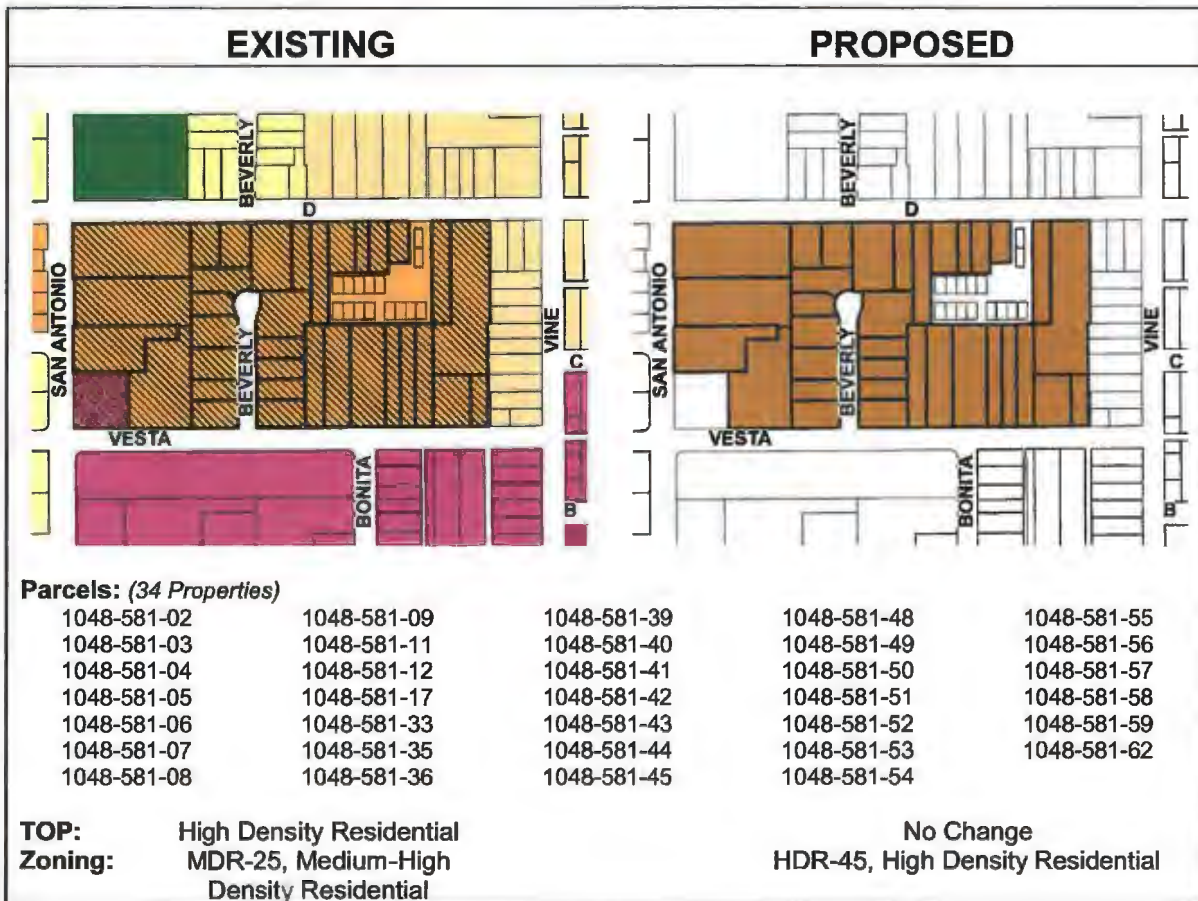 EXISTING PROPOSED
BEVERLY
D
SAN ANTONIO
VINE
BEVERLY
C
VESTA
BONITA
B
BEVERLY
D
SAN ANTONIO
VINE
BEVERLY
C
VESTA
BONITA
B
Parcels: (34 Properties)
1048-581-02 1048-581-09 1048-581-39 1048-581-48 1048-581-55
1048-581-03 1048-581-11 1048-581-40 1048-581-49 1048-581-56
1048-581-04 1048-581-12 1048-581-41 1048-581-50 1048-581-57
1048-581-05 1048-581-17 1048-581-42 1048-581-51 1048-581-58
1048-581-06 1048-581-33 1048-581-43 1048-581-52 1048-581-59
1048-581-07 1048-581-35 1048-581-44 1048-581-53 1048-581-62
1048-581-08 1048-581-36 1048-581-45 1048-581-54
TOP: High Density Residential No Change
Zoning: MDR-25, Medium-High HDR-45, High Density Residential
Density Residential